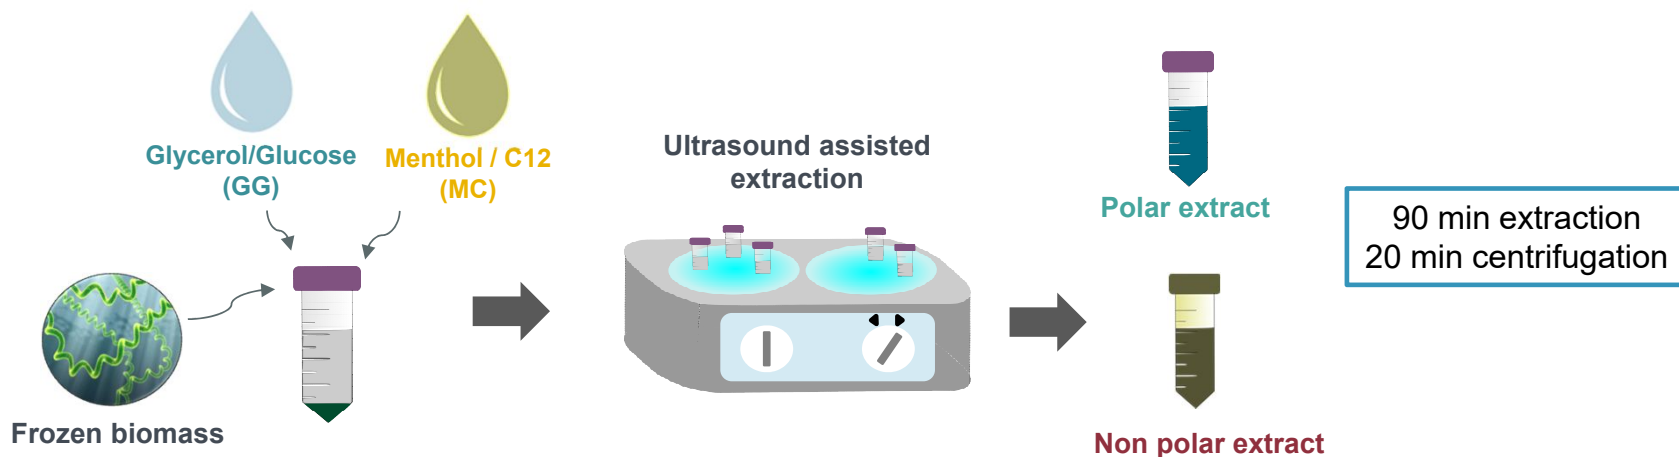 Glycerol/Glucose
(GG)
Menthol / C12
(MC)
Frozen biomass
Ultrasound assisted
extraction
Polar extract
Non polar extract
90 min extraction
20 min centrifugation